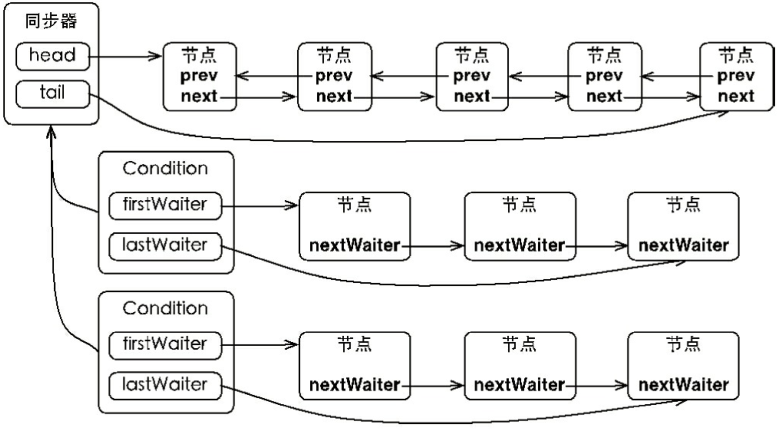 同步器
head
tail
节点
prev
next
节点
prev
next
节点
prev
next
节点
prev
next
节点
prev
next
Condition
firstWaiter
lastWaiter
节点
nextWaiter
节点
nextWaiter
节点
nextWaiter
Condition
firstWaiter
lastWaiter
节点
nextWaiter
节点
nextWaiter
节点
nextWaiter